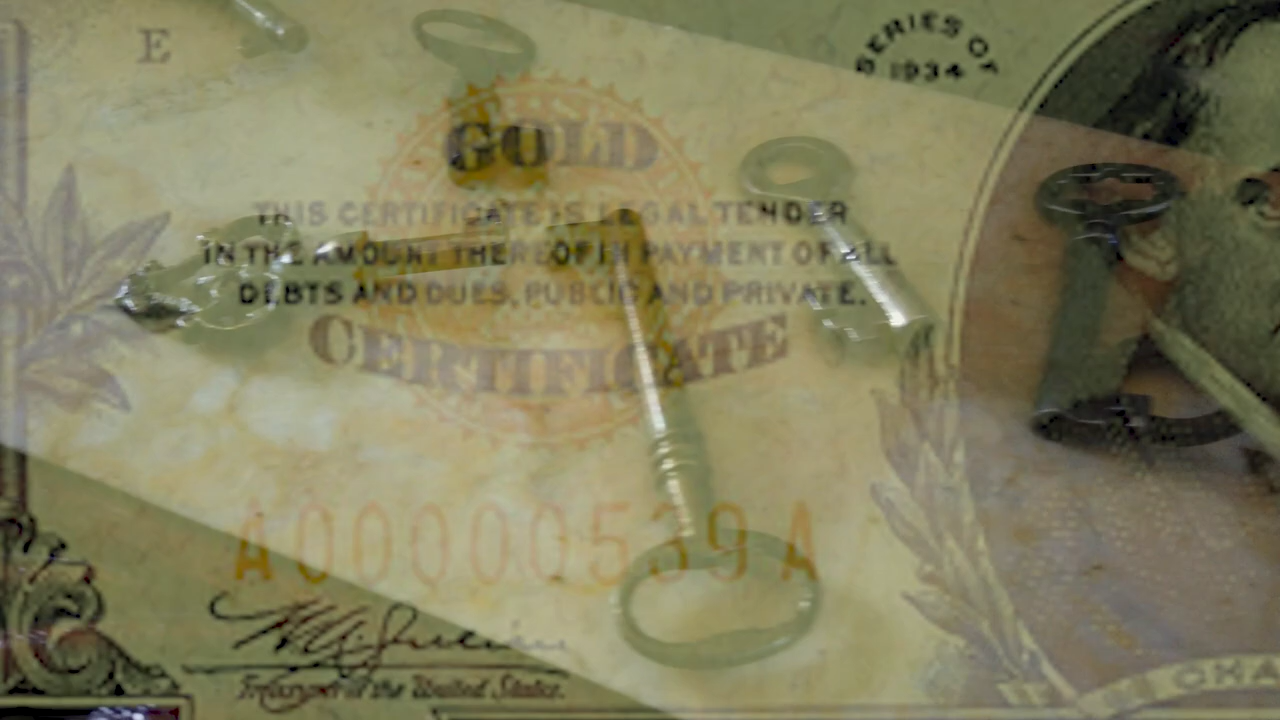 E
SERIES OF
1934
GOLD
THIS CERTIFICATE IS LEGAL TENDER
IN THE AMOUNT THEREOF IN PAYMENT OF ALL
DEBTS AND DUES, PUBLIC AND PRIVATE.
CERTIFICATE
A00000539A
Treasurer of the United States.
CHA